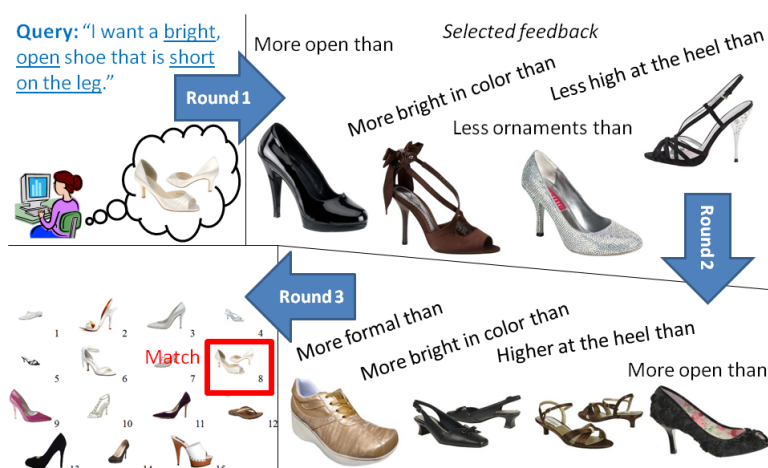 Query: “I want a bright,
open shoe that is short
on the leg.”
Round 1
More open than
Selected feedback
More bright in color than
Less ornaments than
Less high at the heel than
Round 2
Round 3
More formal than
More bright in color than
Higher at the heel than
More open than
Match
1
2
3
4
5
6
8
9
10
11
12